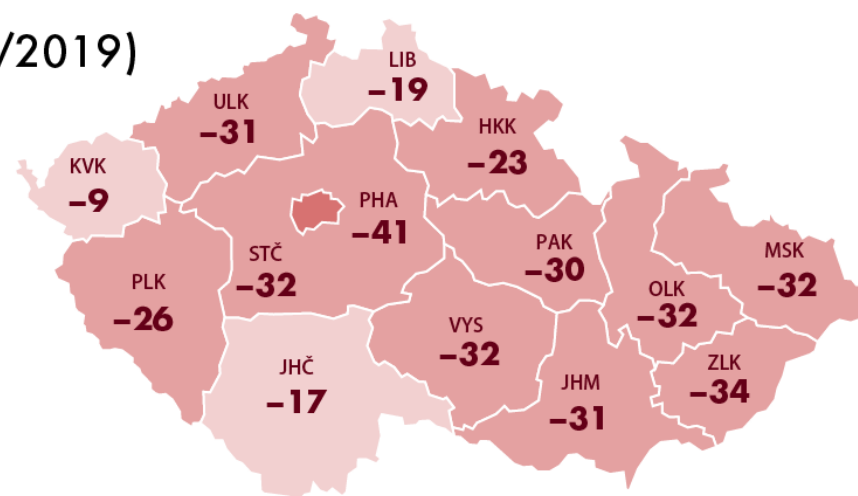 /2019)
LIB
–19
ULK
–31
HKK
–23
KVK
–9
PHA
–41
STČ
–32
PAK
–30
MSK
–32
PLK
–26
OLK
–32
VYS
–32
JHČ
–17
JHM
–31
ZLK
–34